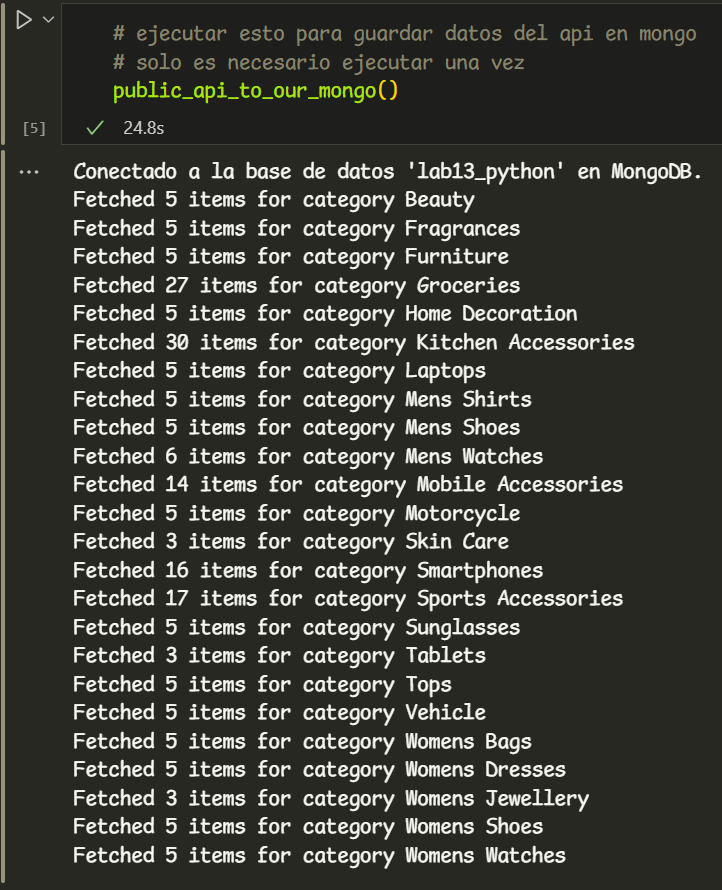 # ejecutar esto para guardar datos del api en mongo
# solo es necesario ejecutar una vez
public_api_to_our_mongo()
[5]
24.8s
...
Conectado a la base de datos 'lab13_python' en MongoDB.
Fetched 5 items for category Beauty
Fetched 5 items for category Fragrances
Fetched 5 items for category Furniture
Fetched 27 items for category Groceries
Fetched 5 items for category Home Decoration
Fetched 30 items for category Kitchen Accessories
Fetched 5 items for category Laptops
Fetched 5 items for category Mens Shirts
Fetched 5 items for category Mens Shoes
Fetched 6 items for category Mens Watches
Fetched 14 items for category Mobile Accessories
Fetched 5 items for category Motorcycle
Fetched 3 items for category Skin Care
Fetched 16 items for category Smartphones
Fetched 17 items for category Sports Accessories
Fetched 5 items for category Sunglasses
Fetched 3 items for category Tablets
Fetched 5 items for category Tops
Fetched 5 items for category Vehicle
Fetched 5 items for category Womens Bags
Fetched 5 items for category Womens Dresses
Fetched 3 items for category Womens Jewellery
Fetched 5 items for category Womens Shoes
Fetched 5 items for category Womens Watches